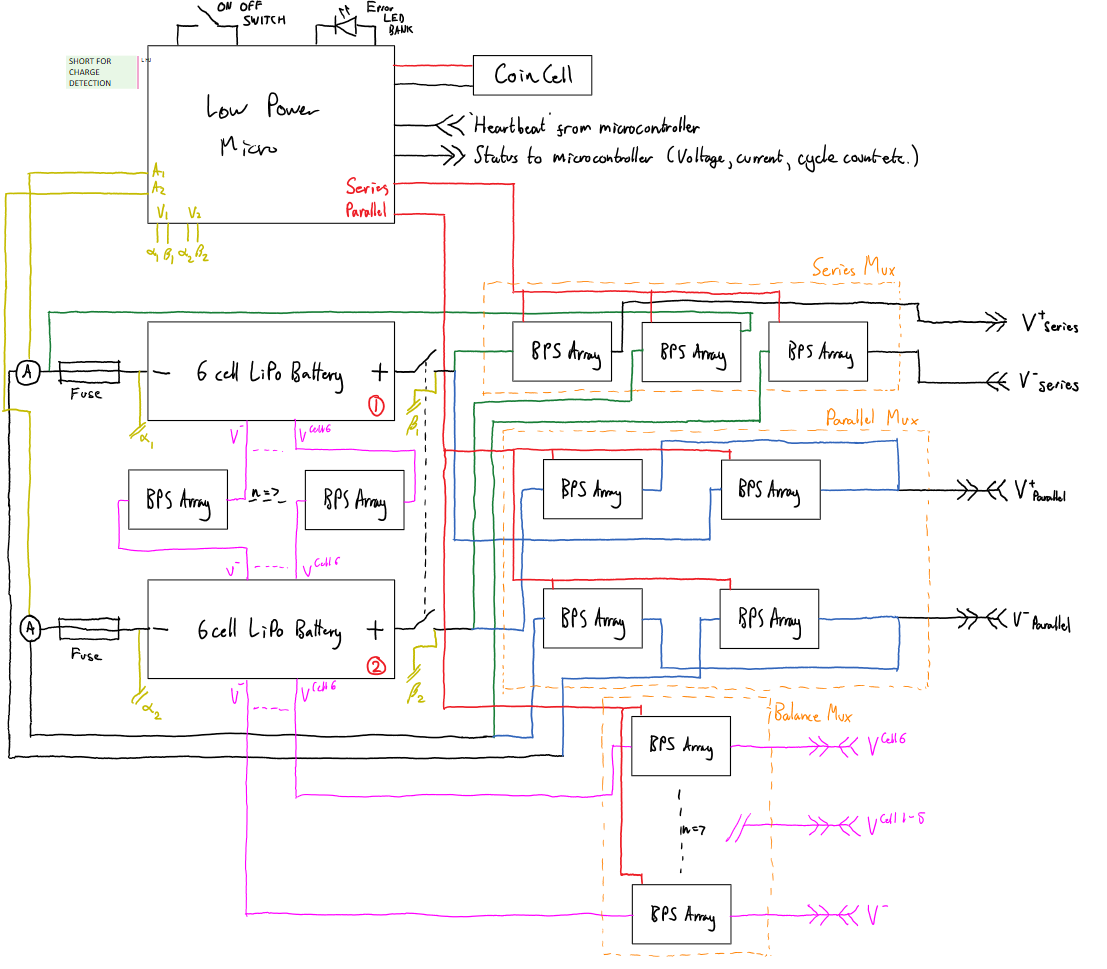 ON OFF
SWITCH
Error
LED
BANK
SHORT FOR
CHARGE
DETECTION
Low Power
Micro
Coin Cell
'Heartbeat' from microcontroller
Status to microcontroller (Voltage, current, cycle count etc.)
A1
A2
V1 V2
α1 β1 α2 β2
Series
Parallel
Series Mux
BPS Array
BPS Array
BPS Array
V+ Series
V- Series
A
Fuse
- 6 cell LiPo Battery +
1
α1
β1
V- VCell6
Parallel Mux
BPS Array
n=>
BPS Array
BPS Array
BPS Array
V+ Parallel
V- VCell6
A
Fuse
- 6 cell LiPo Battery +
2
α2
β2
BPS Array
BPS Array
V- Parallel
V- VCell6
Balance Mux
BPS Array
VCell6
n=>
VCell 1-5
BPS Array
V-